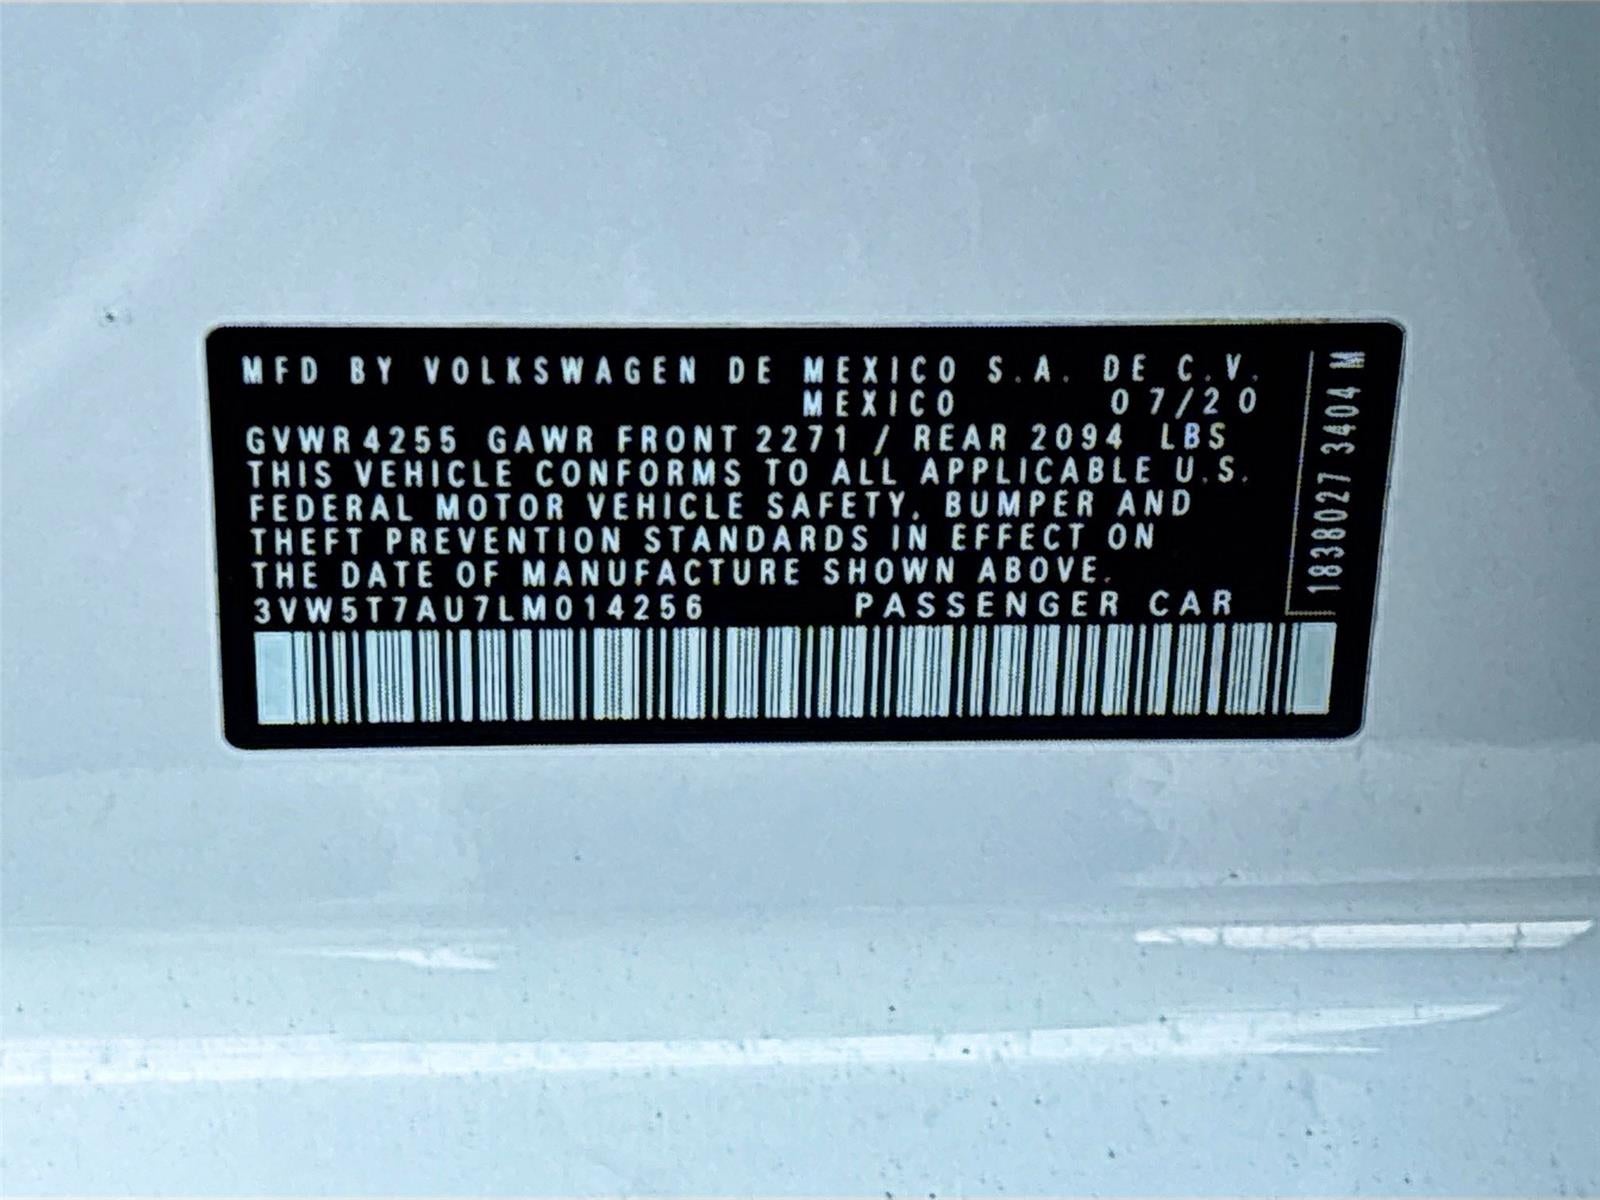 MFD BY VOLKSWAGEN DE MEXICO S.A. DE C.V.
MEXICO 07/20
GVWR 4255 GAWR FRONT 2271 / REAR 2094 LBS
THIS VEHICLE CONFORMS TO ALL APPLICABLE U.S.
FEDERAL MOTOR VEHICLE SAFETY, BUMPER AND
THEFT PREVENTION STANDARDS IN EFFECT ON
THE DATE OF MANUFACTURE SHOWN ABOVE.
3VW5T7AU7LM014256 PASSENGER CAR
1838027 3404 M